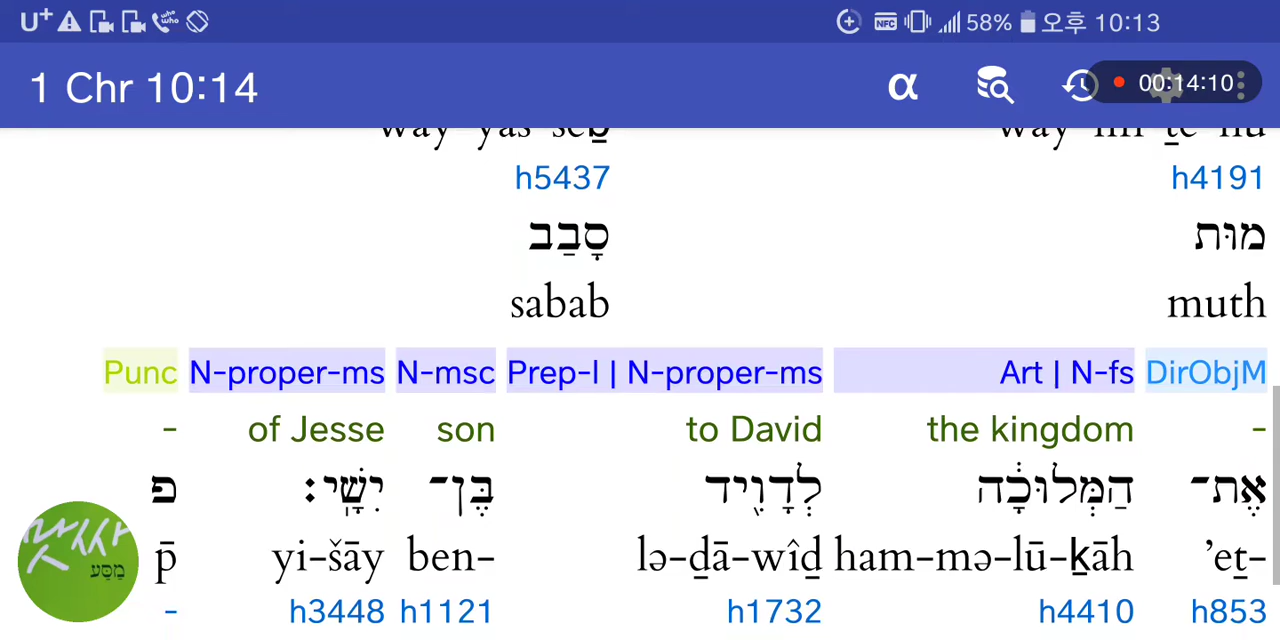 U+ 58% 오후 10:13
1 Chr 10:14 α 00:14:10
h5437 h4191
סָבַב מוּת
sabab muth
Punc N-proper-ms N-msc Prep-l | N-proper-ms Art | N-fs DirObjM
- of Jesse son to David the kingdom -
אֶת־ הַמְּלוּכָ֔ה לְדָוִ֖יד בֶּן־ יִשָֽׁי׃ פ
p̄ yi-šāy ben- lə-ḏā-wîḏ ham-mə-lū-ḵāh ’eṯ-
- h3448 h1121 h1732 h4410 h853
מַסָּע